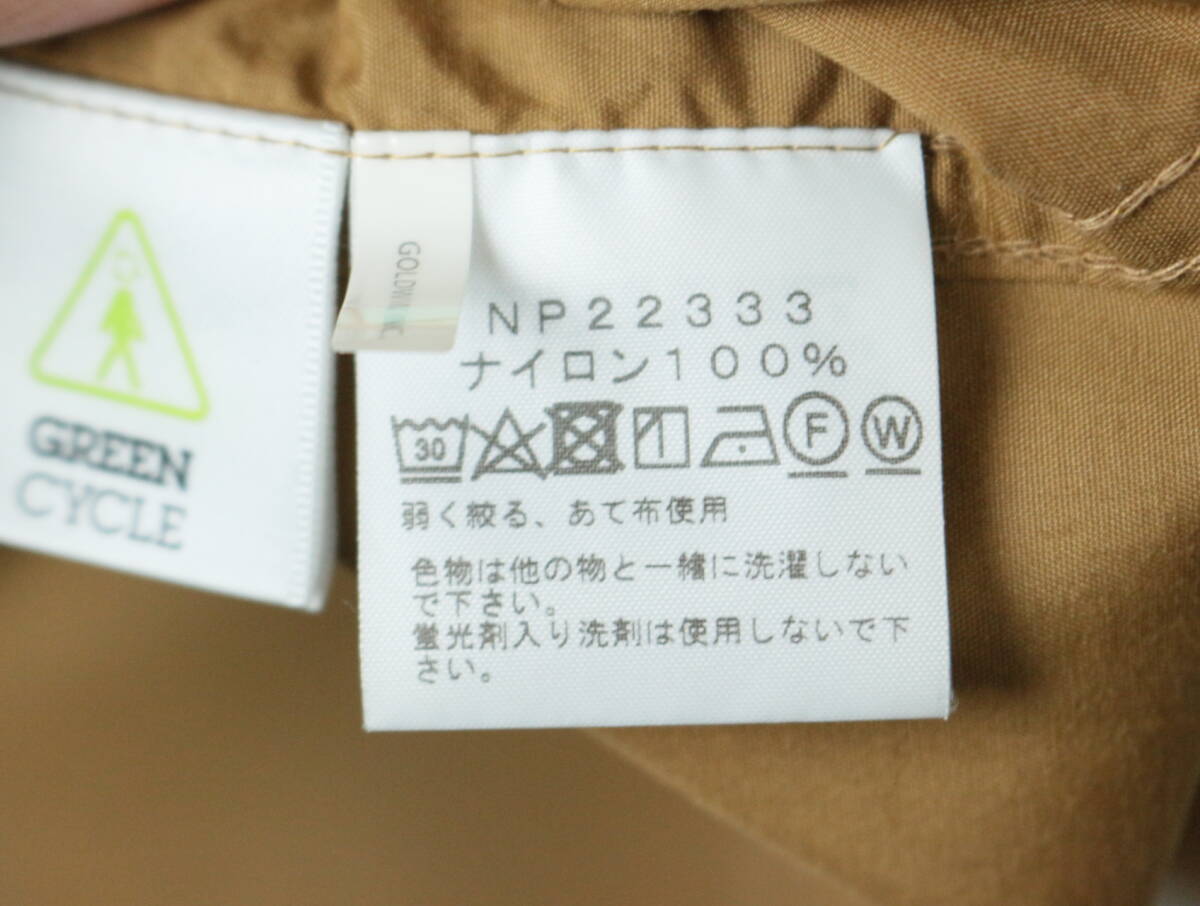 GREEN
CYCLE
GOLDWIN INC
NP22333
ナイロン100%
30
F
W
弱く絞る、あて布使用
色物は他の物と一緒に洗濯しない
で下さい。
蛍光剤入り洗剤は使用しないで下
さい。